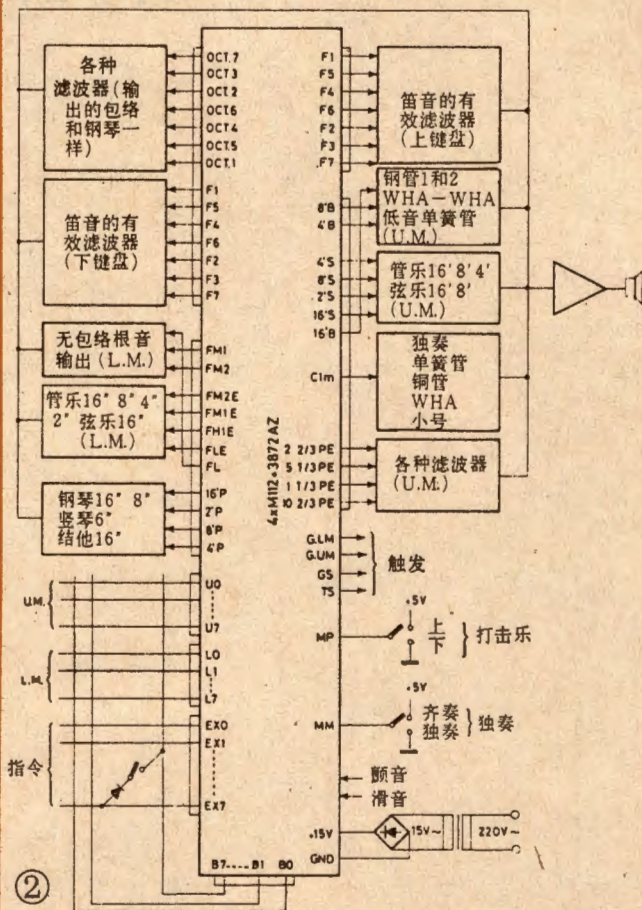 各种
滤波器(输
出的包络
和钢琴一
样)
OCT.7
OCT3
OCT2
OCT.6
OCT4
OCT.5
OCT.1
笛音的有
效滤波器
(下键盘)
F1
F5
F4
F6
F2
F3
F7
无包络根音
输出(L.M.)
FM1
FM2
管乐16" 8" 4"
2" 弦乐16"
(L.M.)
FM2E
FM1E
FH1E
FLE
FL
钢琴16" 8"
竖琴6"
结他16"
16'P
2'P
8'P
4'P
U.M.
U0
U7
L.M.
L0
L1
L7
指令
EX0
EX1
EX7
4xM112+3872AZ
B7....B1 B0
F1
F5
F4
F6
F2
F3
F7
笛音的有
效滤波器
(上键盘)
8'B
4'B
钢管1和2
WHA-WHA
低音单簧管
(U.M.)
4'S
8'S
2'S
16'S
16'B
管乐16' 8' 4'
弦乐16' 8'
(U.M.)
C1m
独奏
单簧管
铜管
WHA
小号
2 2/3 PE
5 1/3 PE
1 1/3 PE
10 2/3 PE
各种滤波器
(U.M.)
G.LM
G.UM
GS
TS
触发
+5V
MP
上
下
打击乐
+5V
MM
齐奏
独奏
独奏
颤音
滑音
+15V
15V~
220V~
GND
②